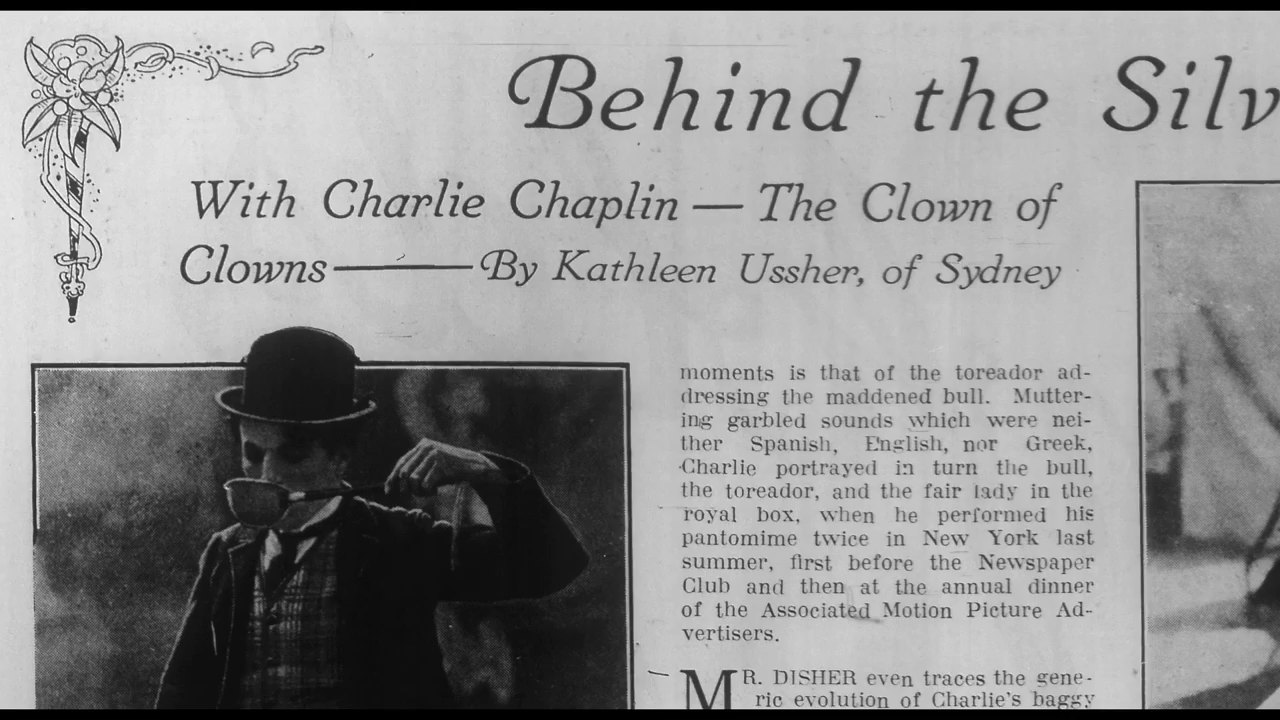 Behind the Silv
With Charlie Chaplin — The Clown of
Clowns——By Kathleen Ussher, of Sydney
moments is that of the toreador ad-
dressing the maddened bull. Mutter-
ing garbled sounds which were nei-
ther Spanish, English, nor Greek,
Charlie portrayed in turn the bull,
the toreador, and the fair lady in the
royal box, when he performed his
pantomime twice in New York last
summer, first before the Newspaper
Club and then at the annual dinner
of the Associated Motion Picture Ad-
vertisers.
MR. DISHER even traces the gene-
ric evolution of Charlie's baggy